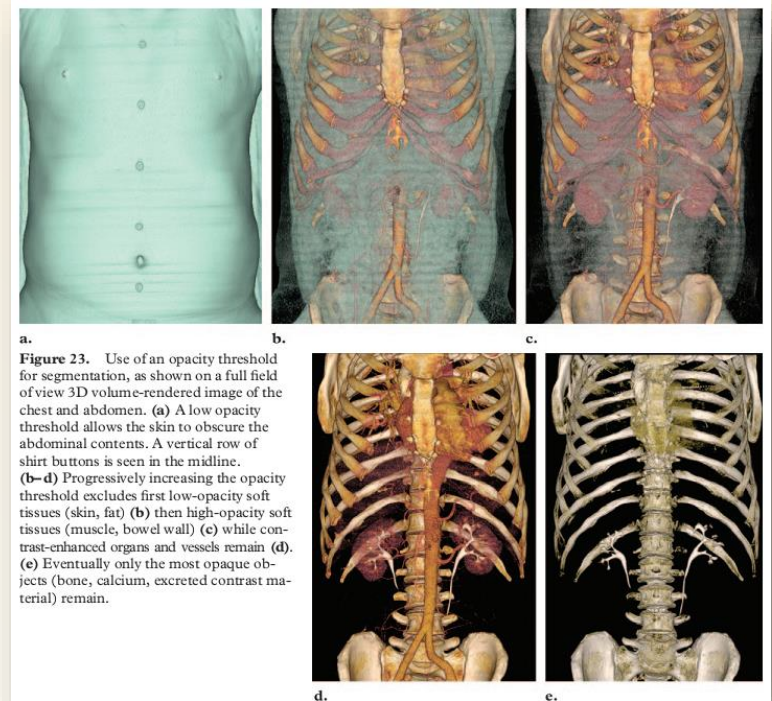 a.
b.
c.
Figure 23. Use of an opacity threshold
for segmentation, as shown on a full field
of view 3D volume-rendered image of the
chest and abdomen. (a) A low opacity
threshold allows the skin to obscure the
abdominal contents. A vertical row of
shirt buttons is seen in the midline.
(b–d) Progressively increasing the opacity
threshold excludes first low-opacity soft
tissues (skin, fat) (b) then high-opacity soft
tissues (muscle, bowel wall) (c) while con-
trast-enhanced organs and vessels remain (d).
(e) Eventually only the most opaque ob-
jects (bone, calcium, excreted contrast ma-
terial) remain.
d.
e.